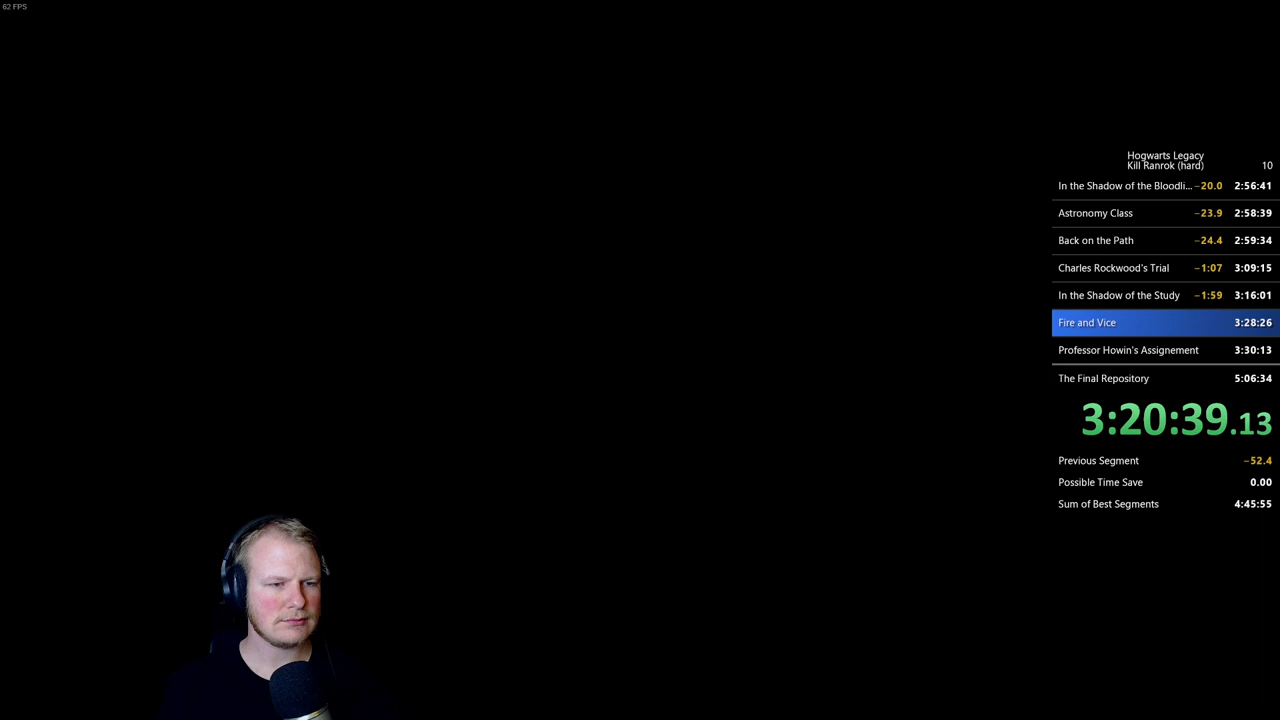 62 FPS
Hogwarts Legacy
Kill Ranrok (hard) 10
In the Shadow of the Bloodli... −20.0 2:56:41
Astronomy Class −23.9 2:58:39
Back on the Path −24.4 2:59:34
Charles Rockwood's Trial −1:07 3:09:15
In the Shadow of the Study −1:59 3:16:01
Fire and Vice 3:28:26
Professor Howin's Assignement 3:30:13
The Final Repository 5:06:34
3:20:39.13
Previous Segment −52.4
Possible Time Save 0.00
Sum of Best Segments 4:45:55